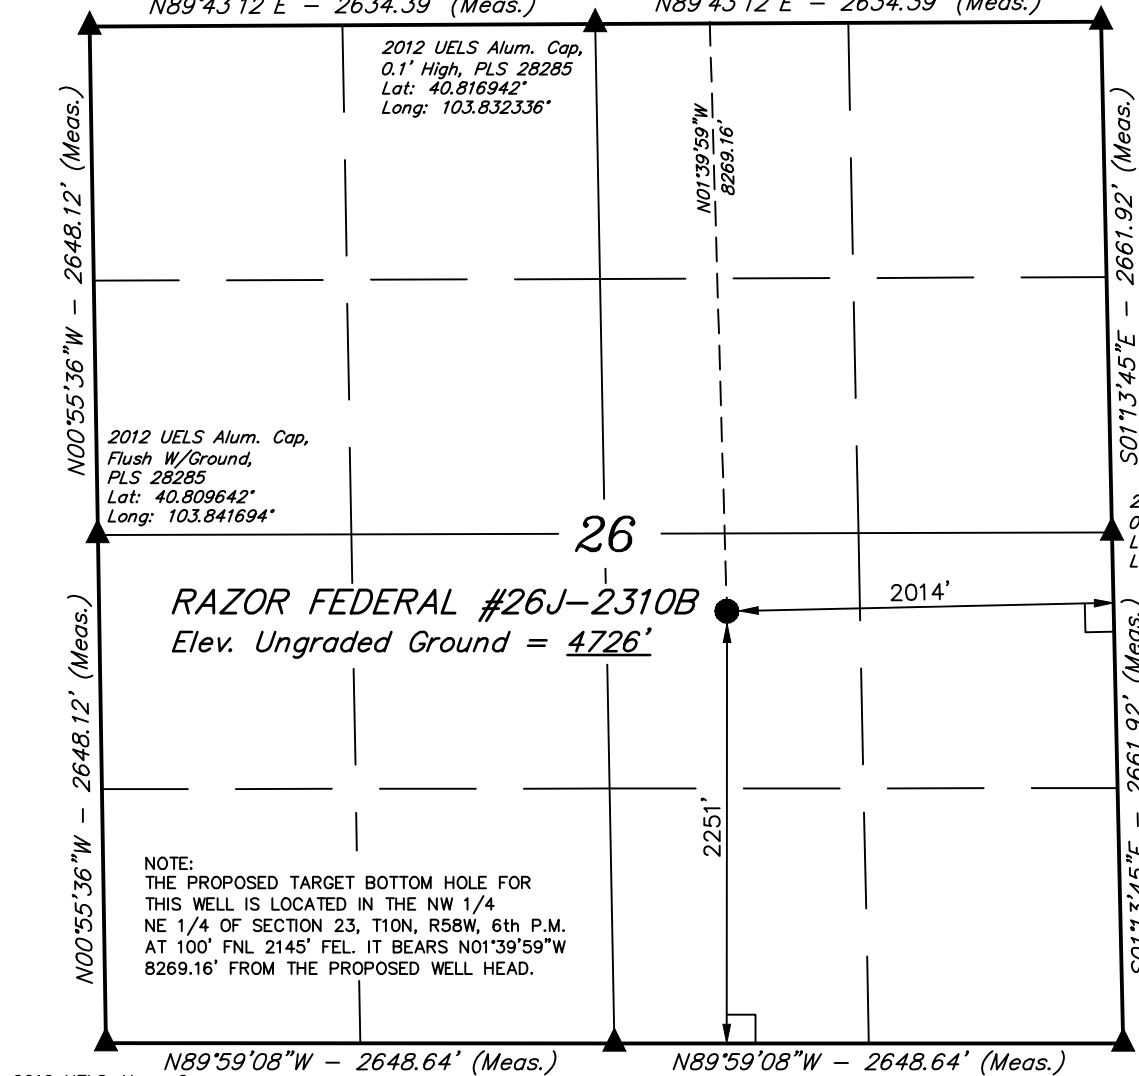 N89°43'12"E – 2634.39' (Meas.)
N89°43'12"E – 2634.39' (Meas.)
2012 UELS Alum. Cap,
0.1' High, PLS 28285
Lat: 40.816942°
Long: 103.832336°
N01°39'59"W
8269.16'
N00°55'36"W – 2648.12' (Meas.)
S01°13'45"E – 2661.92' (Meas.)
2012 UELS Alum. Cap,
Flush W/Ground,
PLS 28285
Lat: 40.809642°
Long: 103.841694°
26
RAZOR FEDERAL #26J–2310B
Elev. Ungraded Ground = 4726'
2014'
2251'
N00°55'36"W – 2648.12' (Meas.)
S01°13'45"E – 2661.92' (Meas.)
NOTE:
THE PROPOSED TARGET BOTTOM HOLE FOR
THIS WELL IS LOCATED IN THE NW 1/4
NE 1/4 OF SECTION 23, T10N, R58W, 6th P.M.
AT 100' FNL 2145' FEL. IT BEARS N01°39'59"W
8269.16' FROM THE PROPOSED WELL HEAD.
N89°59'08"W – 2648.64' (Meas.)
N89°59'08"W – 2648.64' (Meas.)